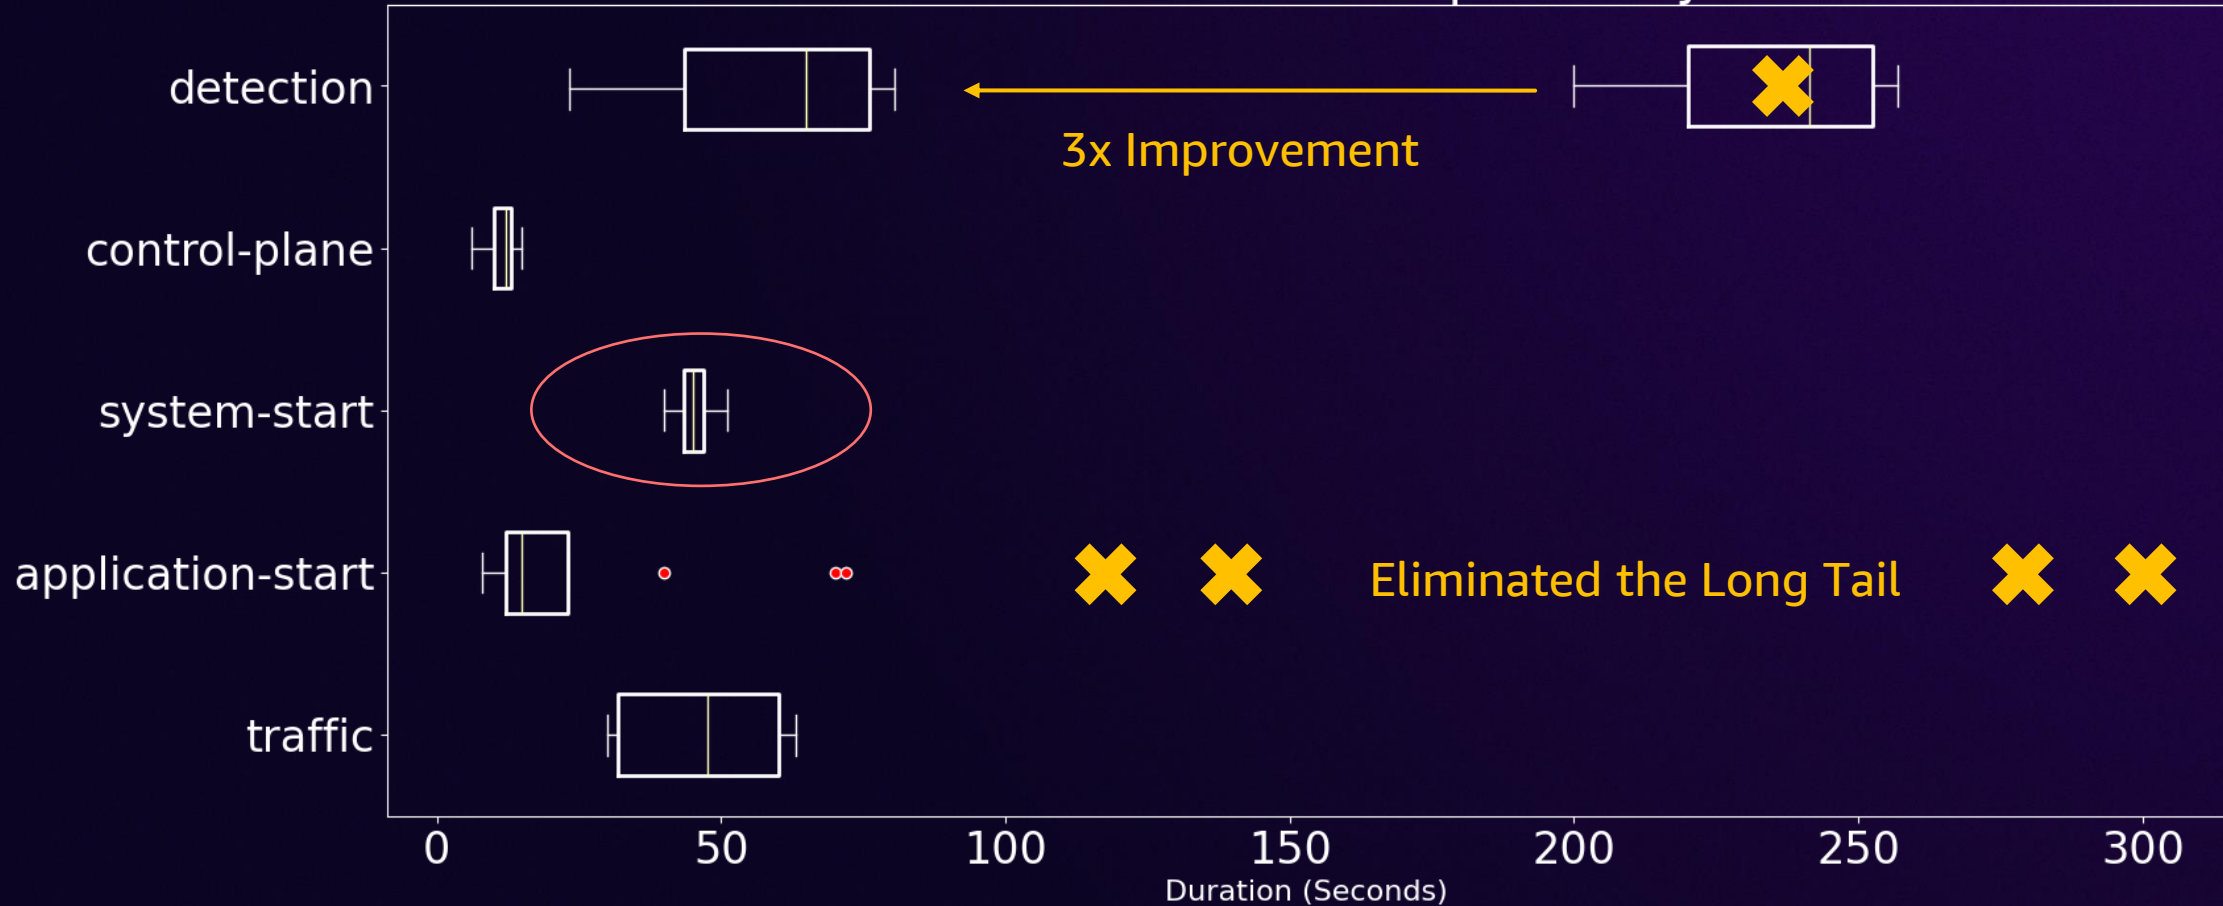 detection
3x Improvement
control-plane
system-start
application-start
Eliminated the Long Tail
traffic
0 50 100 150 200 250 300
Duration (Seconds)